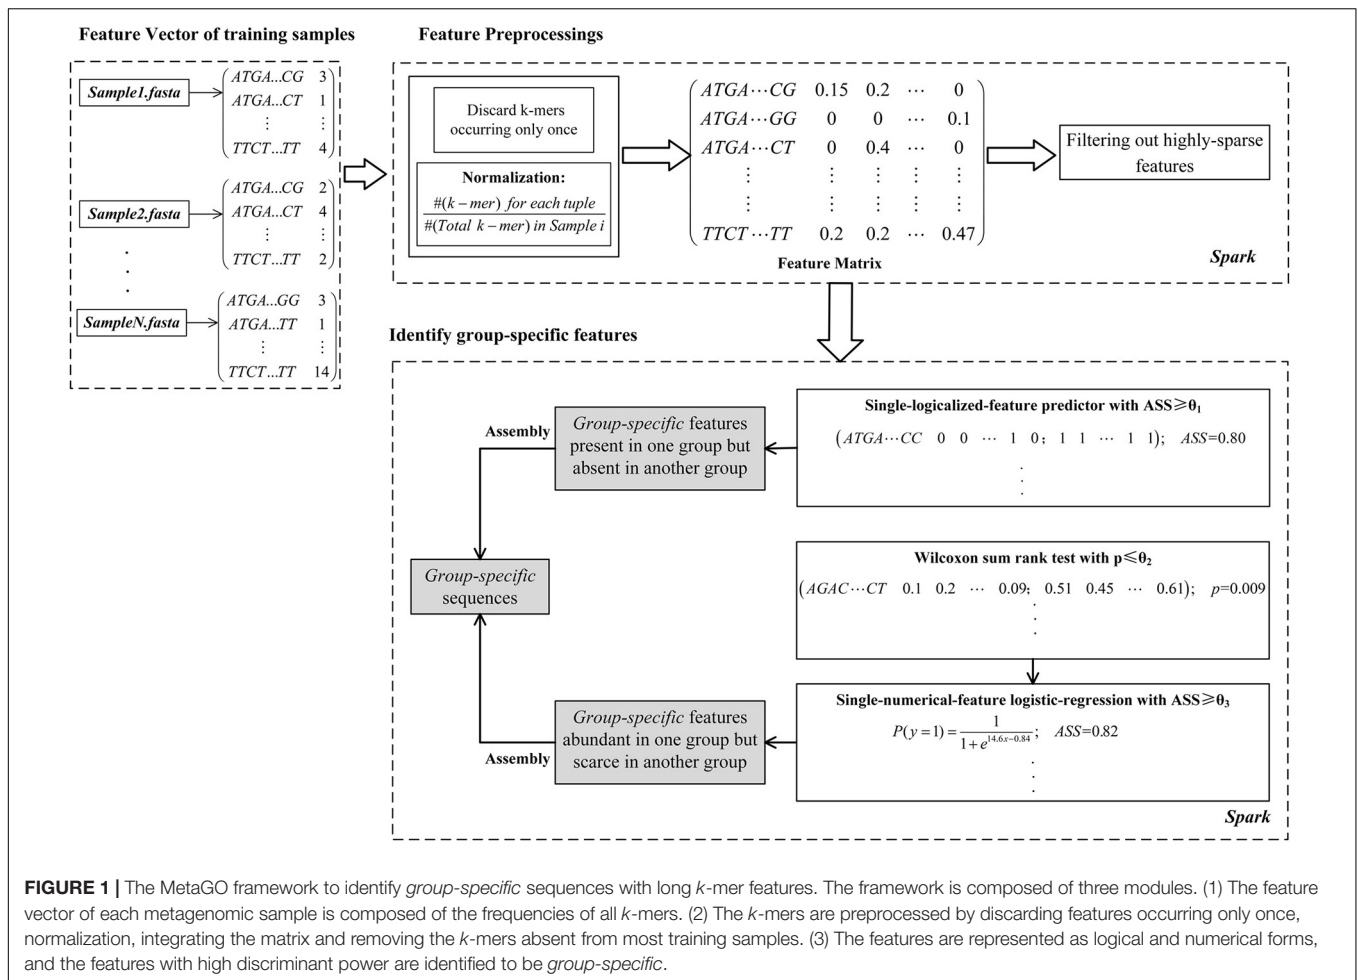 Feature Vector of training samples
Sample1.fasta
ATGA...CG 3
ATGA...CT 1
⋮ ⋮
TTCT...TT 4
Sample2.fasta
ATGA...CG 2
ATGA...CT 4
⋮ ⋮
TTCT...TT 2
.
.
.
SampleN.fasta
ATGA...GG 3
ATGA...TT 1
⋮ ⋮
TTCT...TT 14
Feature Preprocessings
Discard k-mers
occurring only once
Normalization:
#(k−mer) for each tuple
#(Total k−mer) in Sample i
ATGA⋯CG 0.15 0.2 ⋯ 0
ATGA⋯GG 0 0 ⋯ 0.1
ATGA⋯CT 0 0.4 ⋯ 0
⋮ ⋮ ⋮ ⋮ ⋮
⋮ ⋮ ⋮ ⋮ ⋮
TTCT⋯TT 0.2 0.2 ⋯ 0.47
Feature Matrix
Filtering out highly-sparse
features
Spark
Identify group-specific features
Single-logicalized-feature predictor with ASS≥θ1
(ATGA⋯CC 0 0 ⋯ 1 0; 1 1 ⋯ 1 1); ASS=0.80
.
.
.
Group-specific features
present in one group but
absent in another group
Assembly
Group-specific
sequences
Wilcoxon sum rank test with p≤θ2
(AGAC⋯CT 0.1 0.2 ⋯ 0.09; 0.51 0.45 ⋯ 0.61); p=0.009
.
.
.
Single-numerical-feature logistic-regression with ASS≥θ3
P(y=1)=1/(1+e^(14.6x−0.84)); ASS=0.82
.
.
.
Group-specific features
abundant in one group but
scarce in another group
Assembly
Spark
FIGURE 1 | The MetaGO framework to identify group-specific sequences with long k-mer features. The framework is composed of three modules. (1) The feature
vector of each metagenomic sample is composed of the frequencies of all k-mers. (2) The k-mers are preprocessed by discarding features occurring only once,
normalization, integrating the matrix and removing the k-mers absent from most training samples. (3) The features are represented as logical and numerical forms,
and the features with high discriminant power are identified to be group-specific.